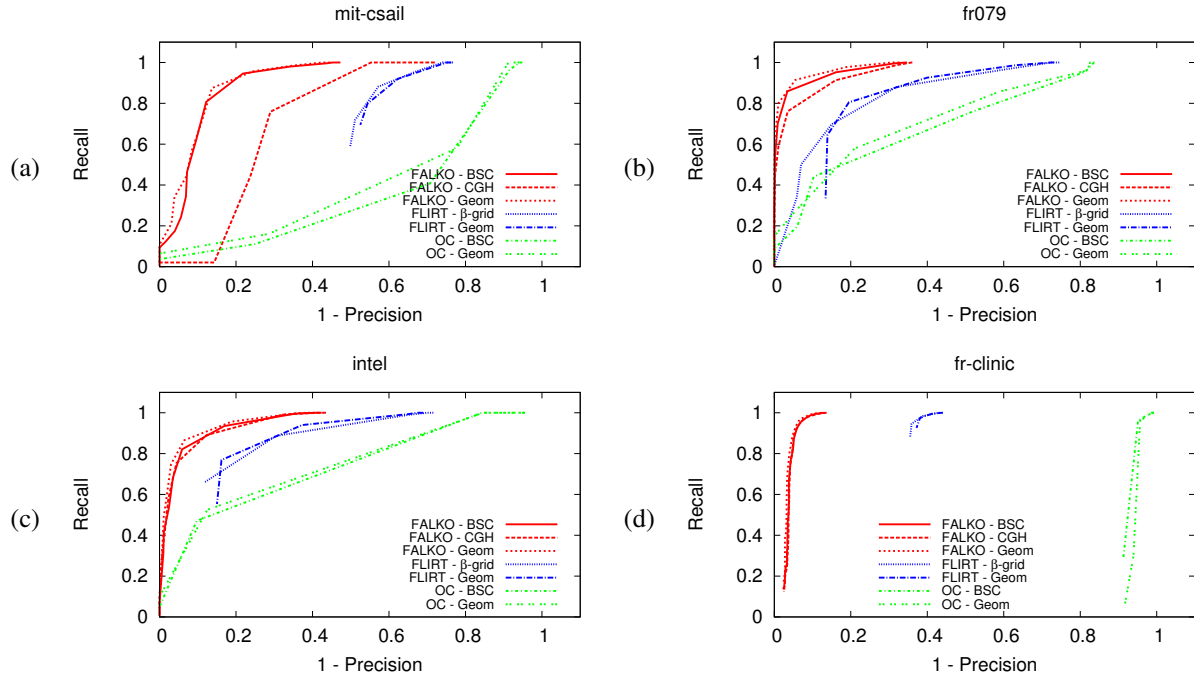 mit-csail
(a)
Recall
1
0.8
0.6
0.4
0.2
0
0 0.2 0.4 0.6 0.8 1
1 - Precision
FALKO - BSC
FALKO - CGH
FALKO - Geom
FLIRT - β-grid
FLIRT - Geom
OC - BSC
OC - Geom
fr079
(b)
Recall
1
0.8
0.6
0.4
0.2
0
0 0.2 0.4 0.6 0.8 1
1 - Precision
FALKO - BSC
FALKO - CGH
FALKO - Geom
FLIRT - β-grid
FLIRT - Geom
OC - BSC
OC - Geom
intel
(c)
Recall
1
0.8
0.6
0.4
0.2
0
0 0.2 0.4 0.6 0.8 1
1 - Precision
FALKO - BSC
FALKO - CGH
FALKO - Geom
FLIRT - β-grid
FLIRT - Geom
OC - BSC
OC - Geom
fr-clinic
(d)
Recall
1
0.8
0.6
0.4
0.2
0
0 0.2 0.4 0.6 0.8 1
1 - Precision
FALKO - BSC
FALKO - CGH
FALKO - Geom
FLIRT - β-grid
FLIRT - Geom
OC - BSC
OC - Geom